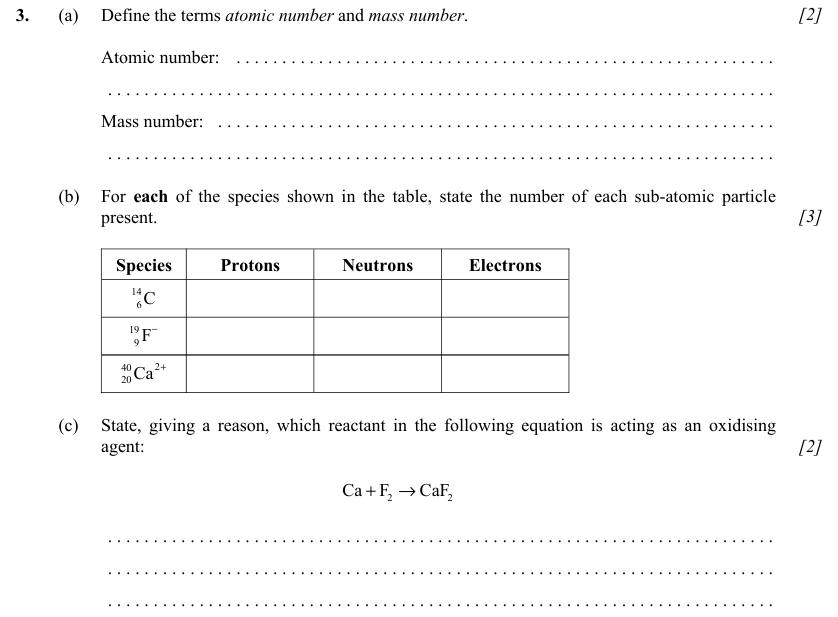 3. (a) Define the terms atomic number and mass number. [2]
Atomic number: ................................................................
................................................................
Mass number: ................................................................
................................................................
(b) For each of the species shown in the table, state the number of each sub-atomic particle
present. [3]
Species Protons Neutrons Electrons
¹⁴₆C
¹⁹₉F⁻
⁴⁰₂₀Ca²⁺
(c) State, giving a reason, which reactant in the following equation is acting as an oxidising
agent: [2]
Ca + F₂ → CaF₂
................................................................
................................................................
................................................................